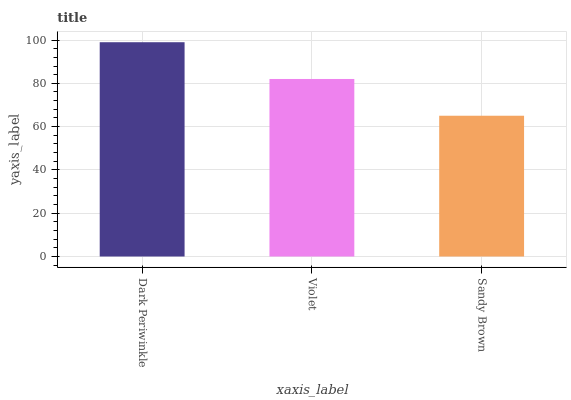 title
yaxis_label
100
80
60
40
20
0
Dark Periwinkle
Violet
Sandy Brown
xaxis_label